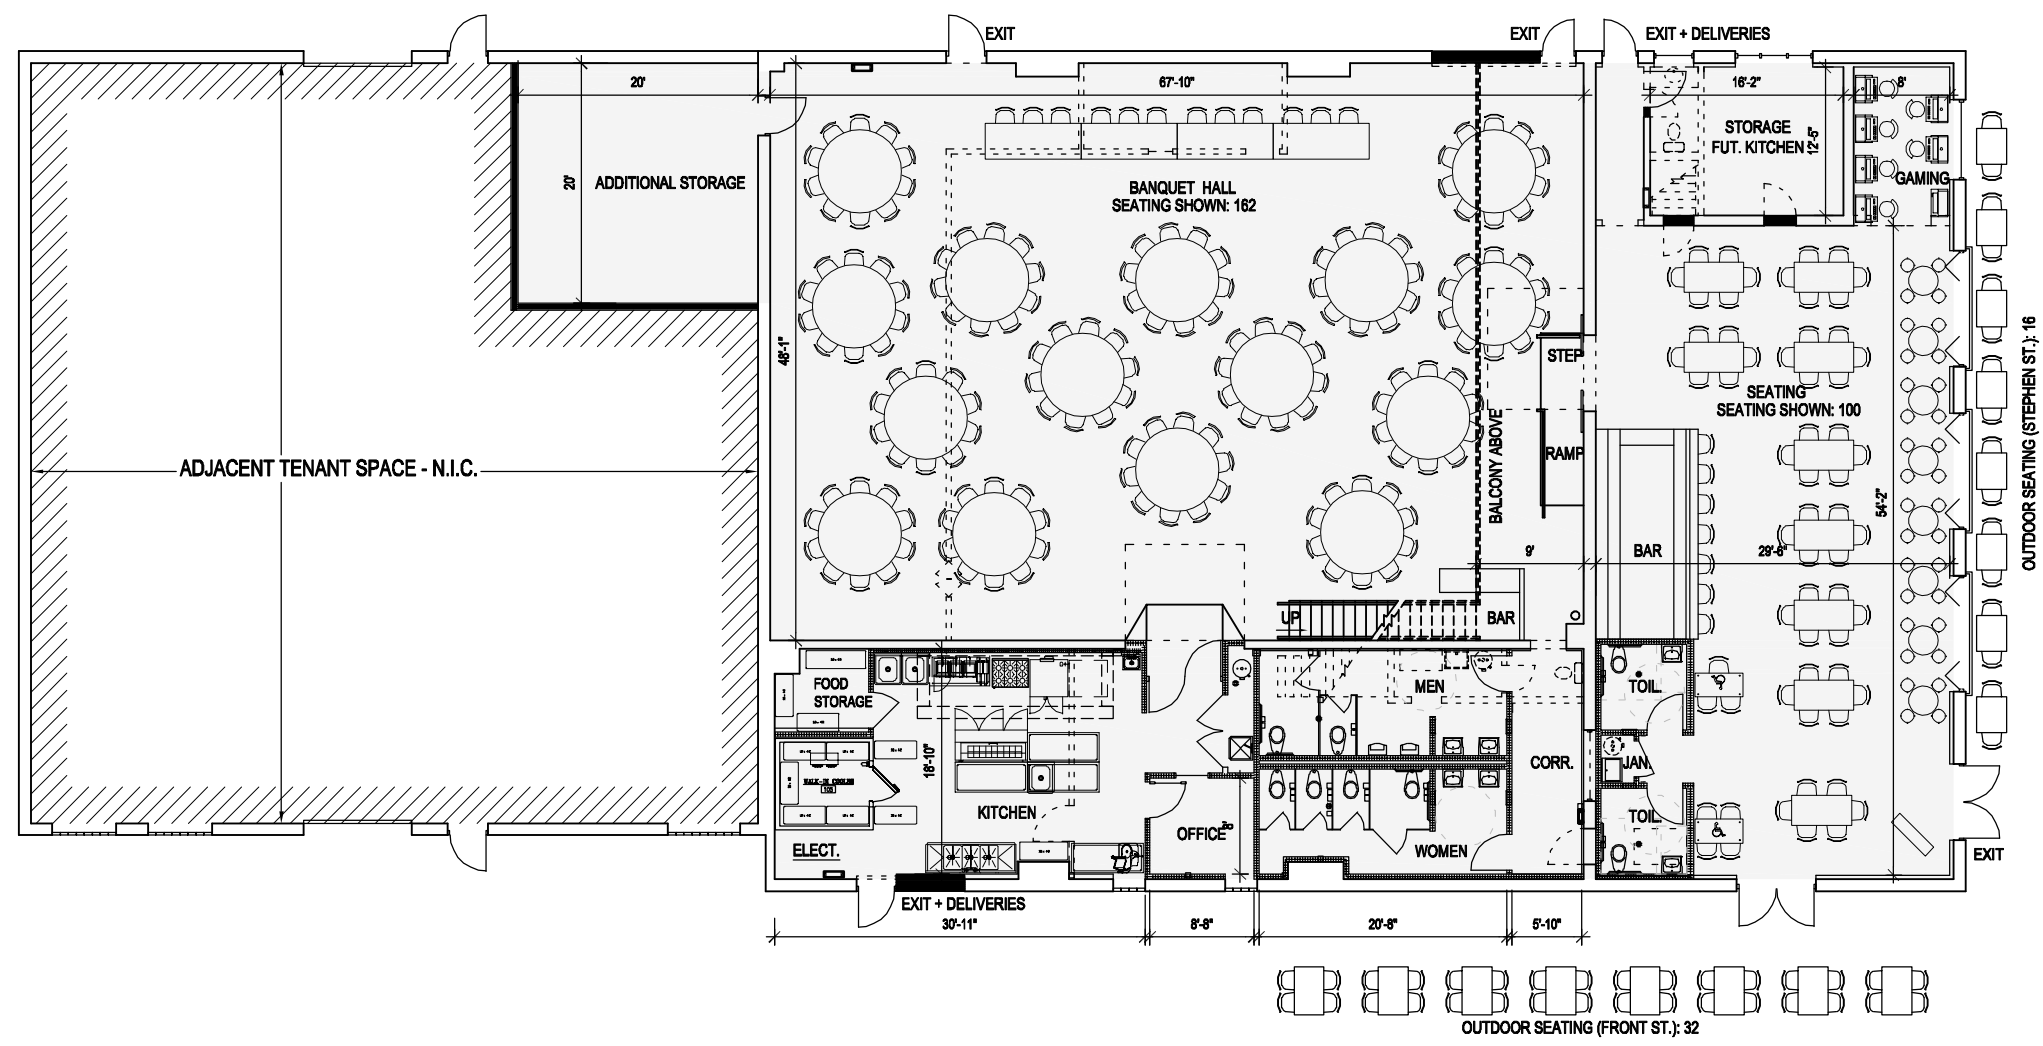 EXIT
EXIT
EXIT + DELIVERIES
20'
67'-10"
16'-2"
8'
STORAGE
FUT. KITCHEN
12'-5"
GAMING
20'
ADDITIONAL STORAGE
BANQUET HALL
SEATING SHOWN: 162
48'-1"
STEP
SEATING
SEATING SHOWN: 100
OUTDOOR SEATING (STEPHEN ST.): 16
BALCONY ABOVE
RAMP
ADJACENT TENANT SPACE - N.I.C.
54'-2"
9'
BAR
29'-6"
UP
BAR
FOOD
STORAGE
MEN
TOIL.
18'-10"
WALK-IN COOLER
103
CORR.
JAN.
KITCHEN
OFFICE
TOIL.
ELECT.
WOMEN
EXIT
EXIT + DELIVERIES
30'-11"
8'-8"
20'-8"
5'-10"
OUTDOOR SEATING (FRONT ST.): 32